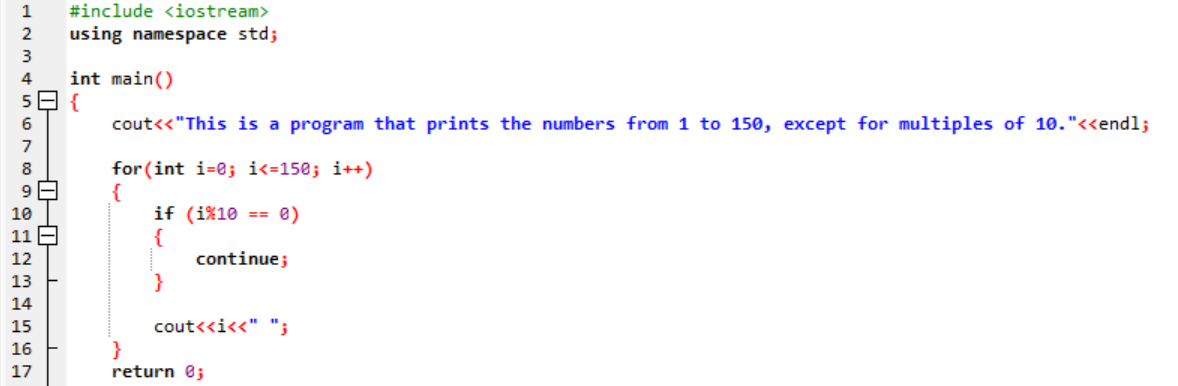 1 #include <iostream>
2 using namespace std;
3
4 int main()
5 {
6 cout<<"This is a program that prints the numbers from 1 to 150, except for multiples of 10."<<endl;
7
8 for(int i=0; i<=150; i++)
9 {
10 if (i%10 == 0)
11 {
12 continue;
13 }
14
15 cout<<i<<" ";
16 }
17 return 0;